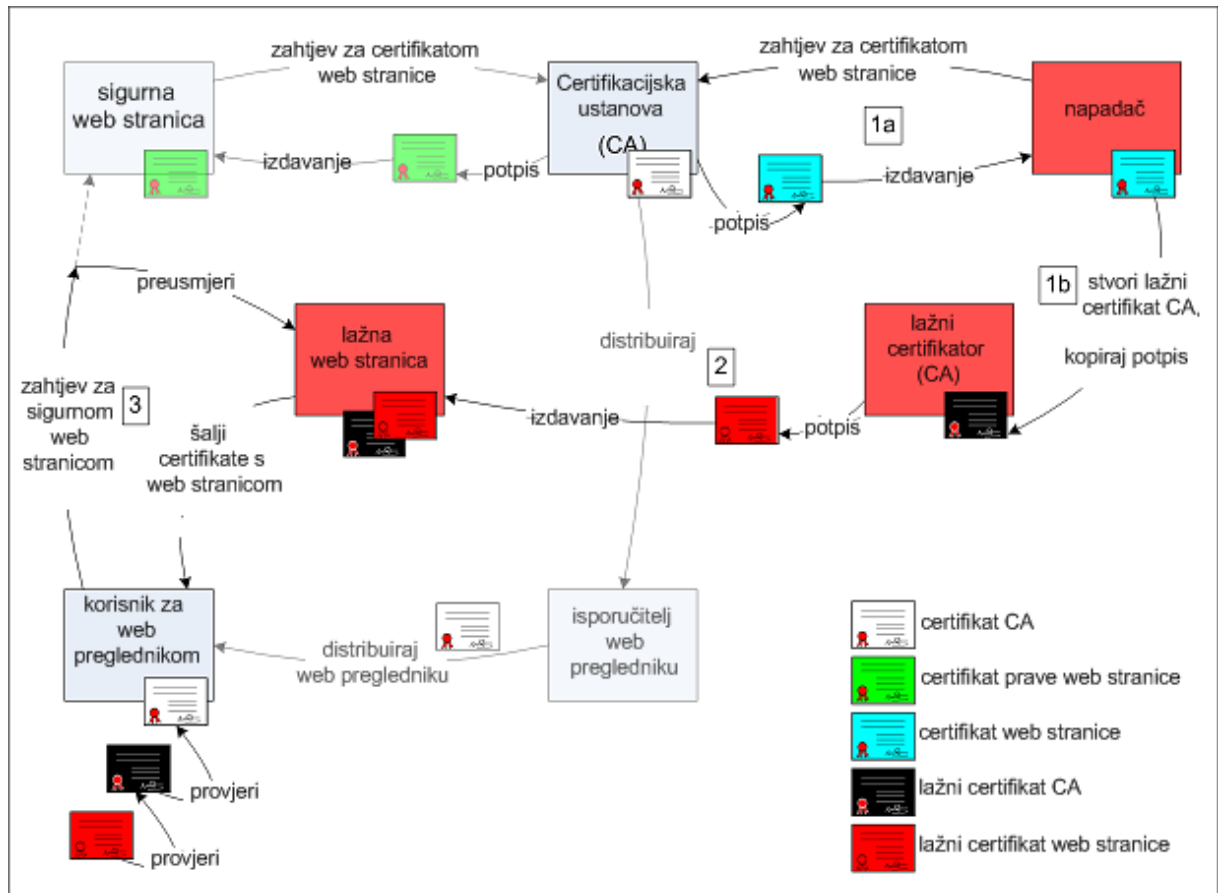 zahtjev za certifikatom
web stranice
zahtjev za certifikatom
web stranice
sigurna
web stranica
Certifikacijska
ustanova
(CA)
napadač
1a
izdavanje
potpis
izdavanje
potpis
preusmjeri
1b
stvori lažni
certifikat CA,
kopiraj potpis
lažna
web stranica
distribuiraj
lažni
certifikator
(CA)
2
izdavanje
potpis
zahtjev za
sigurnom
web
stranicom
3
šalji
certifikate s
web stranicom
korisnik za
web
preglednikom
distribuiraj
web pregledniku
isporučitelj
web
pregledniku
provjeri
provjeri
certifikat CA
certifikat prave web stranice
certifikat web stranice
lažni certifikat CA
lažni certifikat web stranice